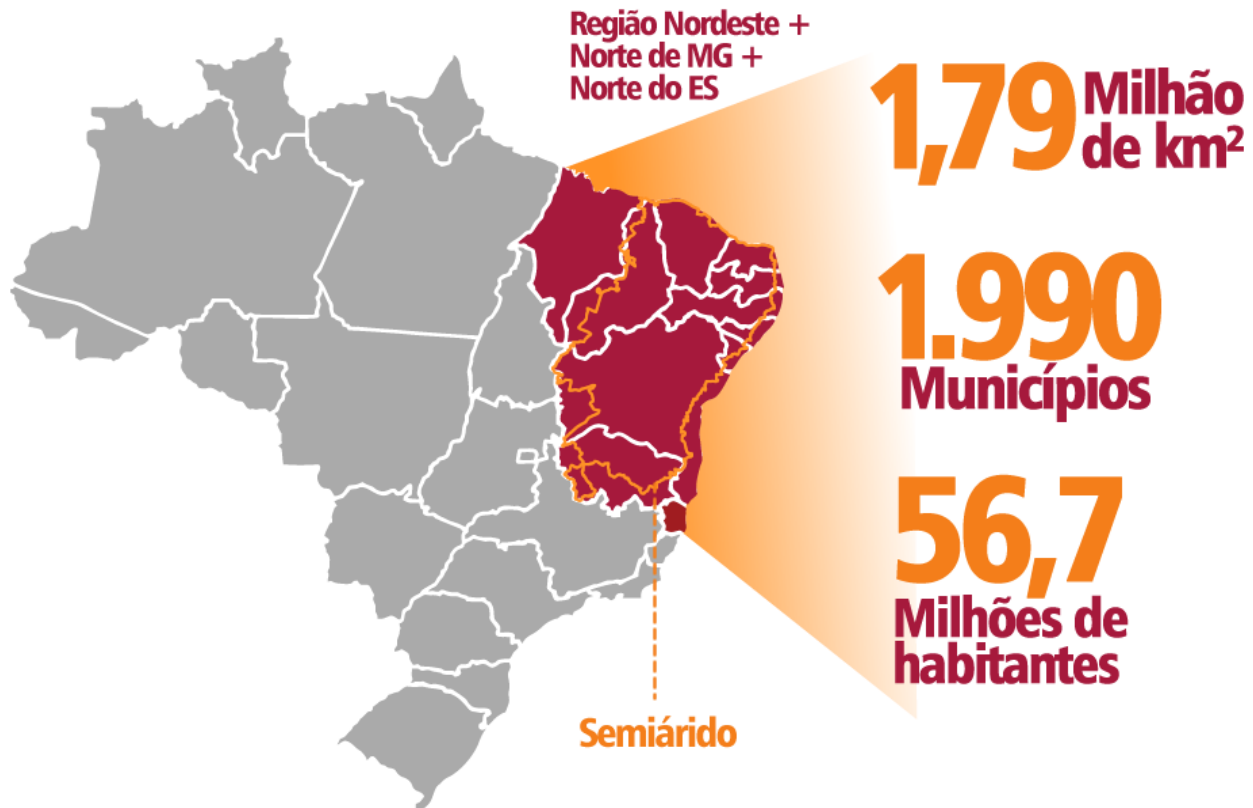 Região Nordeste +
Norte de MG +
Norte do ES
1,79 Milhão
de km²
1.990
Municípios
56,7
Milhões de
habitantes
Semiárido